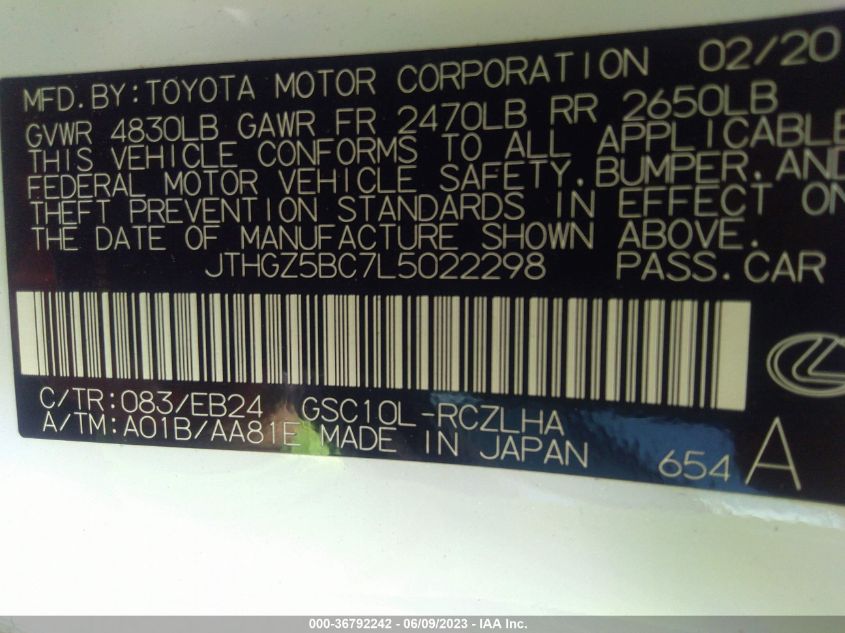 MFD.BY:TOYOTA MOTOR CORPORATION 02/20
GVWR 4830LB GAWR FR 2470LB RR 2650LB
THIS VEHICLE CONFORMS TO ALL APPLICABLE
FEDERAL MOTOR VEHICLE SAFETY,BUMPER,AND
THEFT PREVENTION STANDARDS IN EFFECT ON
THE DATE OF MANUFACTURE SHOWN ABOVE.
JTHGZ5BC7L5022298 PASS.CAR
C/TR:083/EB24 GSC10L-RCZLHA
A/TM:A01B/AA81E MADE IN JAPAN 654 A
000-36792242 - 06/09/2023 - IAA Inc.